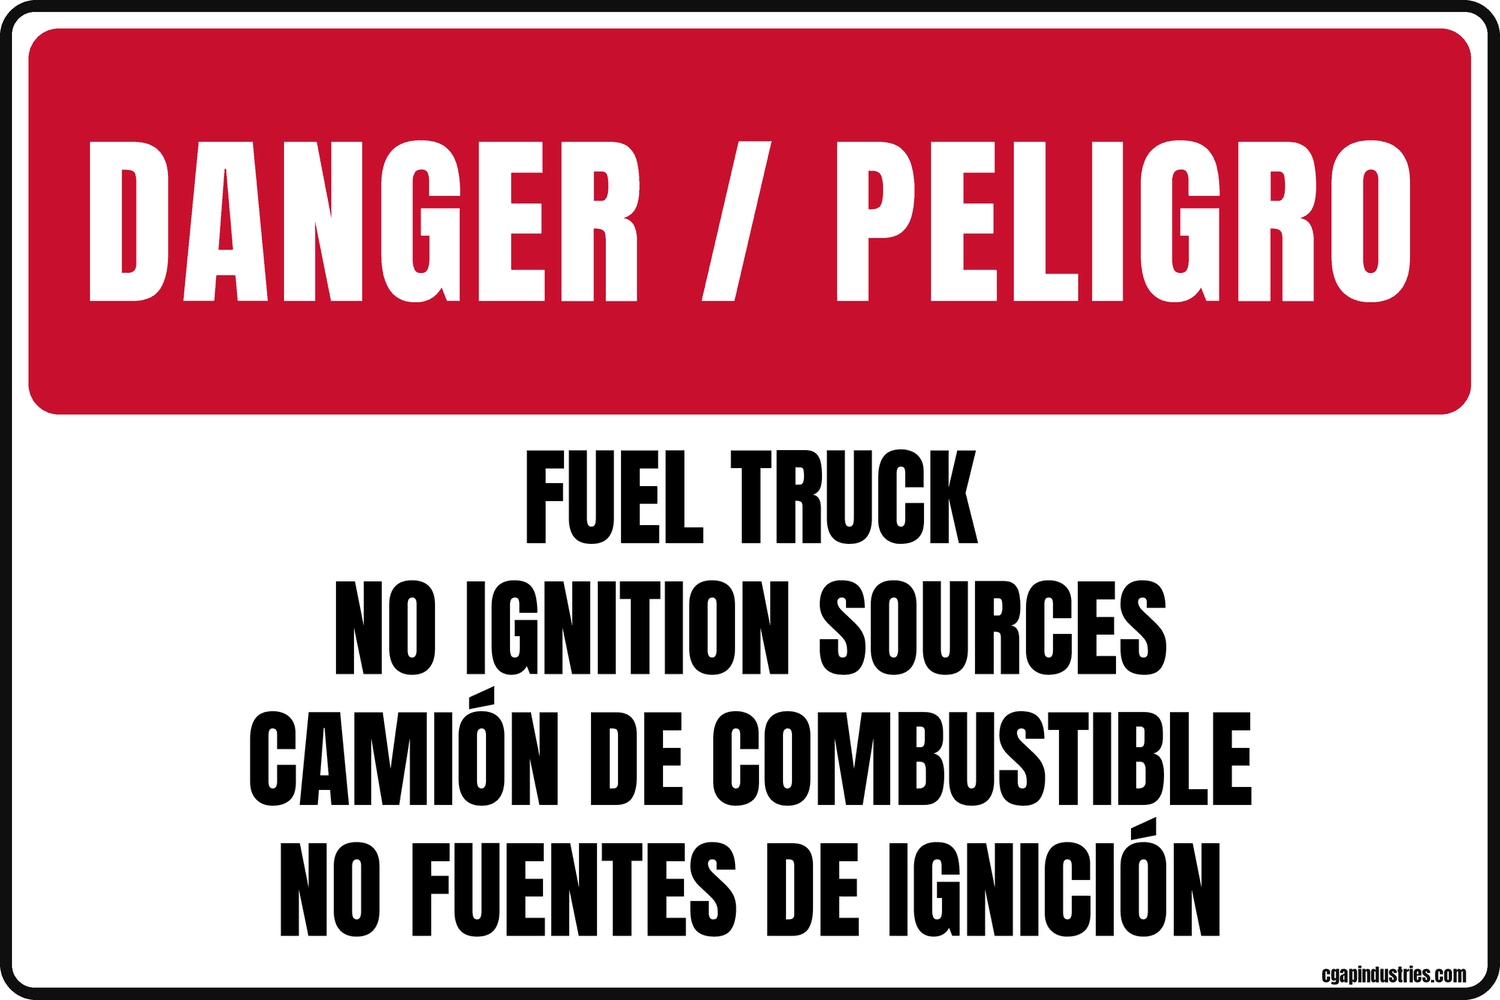 DANGER / PELIGRO
FUEL TRUCK
NO IGNITION SOURCES
CAMIÓN DE COMBUSTIBLE
NO FUENTES DE IGNICIÓN
cgapindustries.com